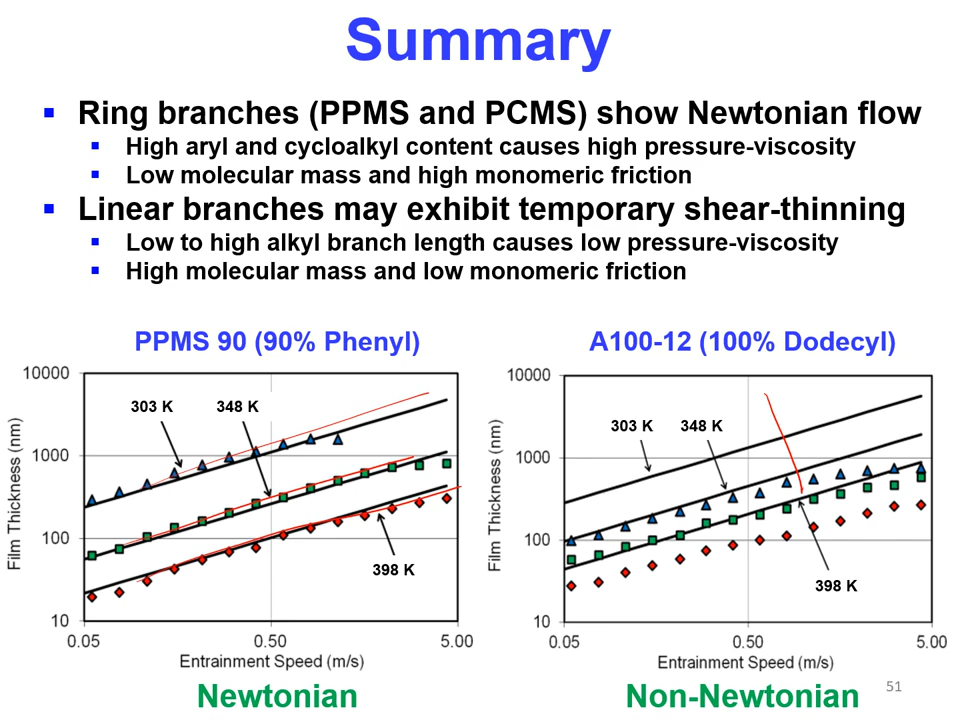 Summary
Ring branches (PPMS and PCMS) show Newtonian flow
High aryl and cycloalkyl content causes high pressure-viscosity
Low molecular mass and high monomeric friction
Linear branches may exhibit temporary shear-thinning
Low to high alkyl branch length causes low pressure-viscosity
High molecular mass and low monomeric friction
PPMS 90 (90% Phenyl)
10000
1000
100
10
Film Thickness (nm)
303 K
348 K
398 K
0.05
0.50
5.00
Entrainment Speed (m/s)
Newtonian
A100-12 (100% Dodecyl)
10000
1000
100
10
Film Thickness (nm)
303 K
348 K
398 K
0.05
0.50
5.00
Entrainment Speed (m/s)
Non-Newtonian
51